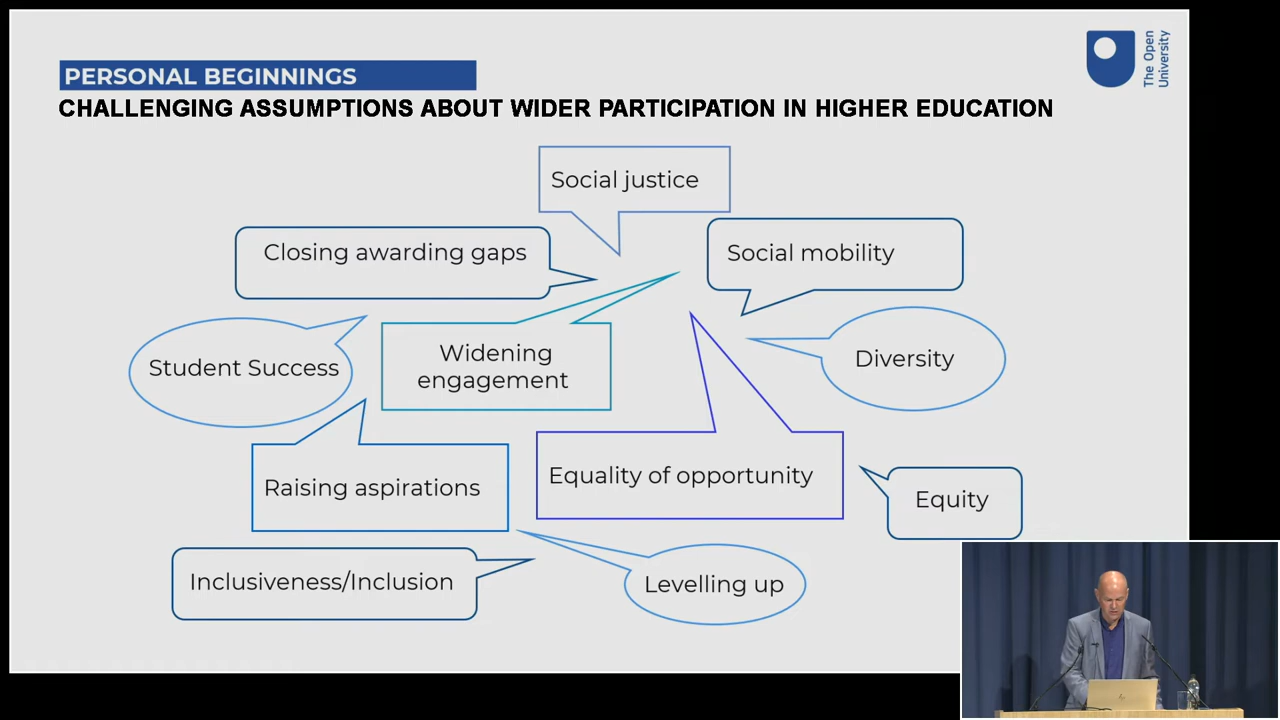 PERSONAL BEGINNINGS
CHALLENGING ASSUMPTIONS ABOUT WIDER PARTICIPATION IN HIGHER EDUCATION
The Open
University
Social justice
Closing awarding gaps
Social mobility
Student Success
Widening
engagement
Diversity
Raising aspirations
Equality of opportunity
Equity
Inclusiveness/Inclusion
Levelling up